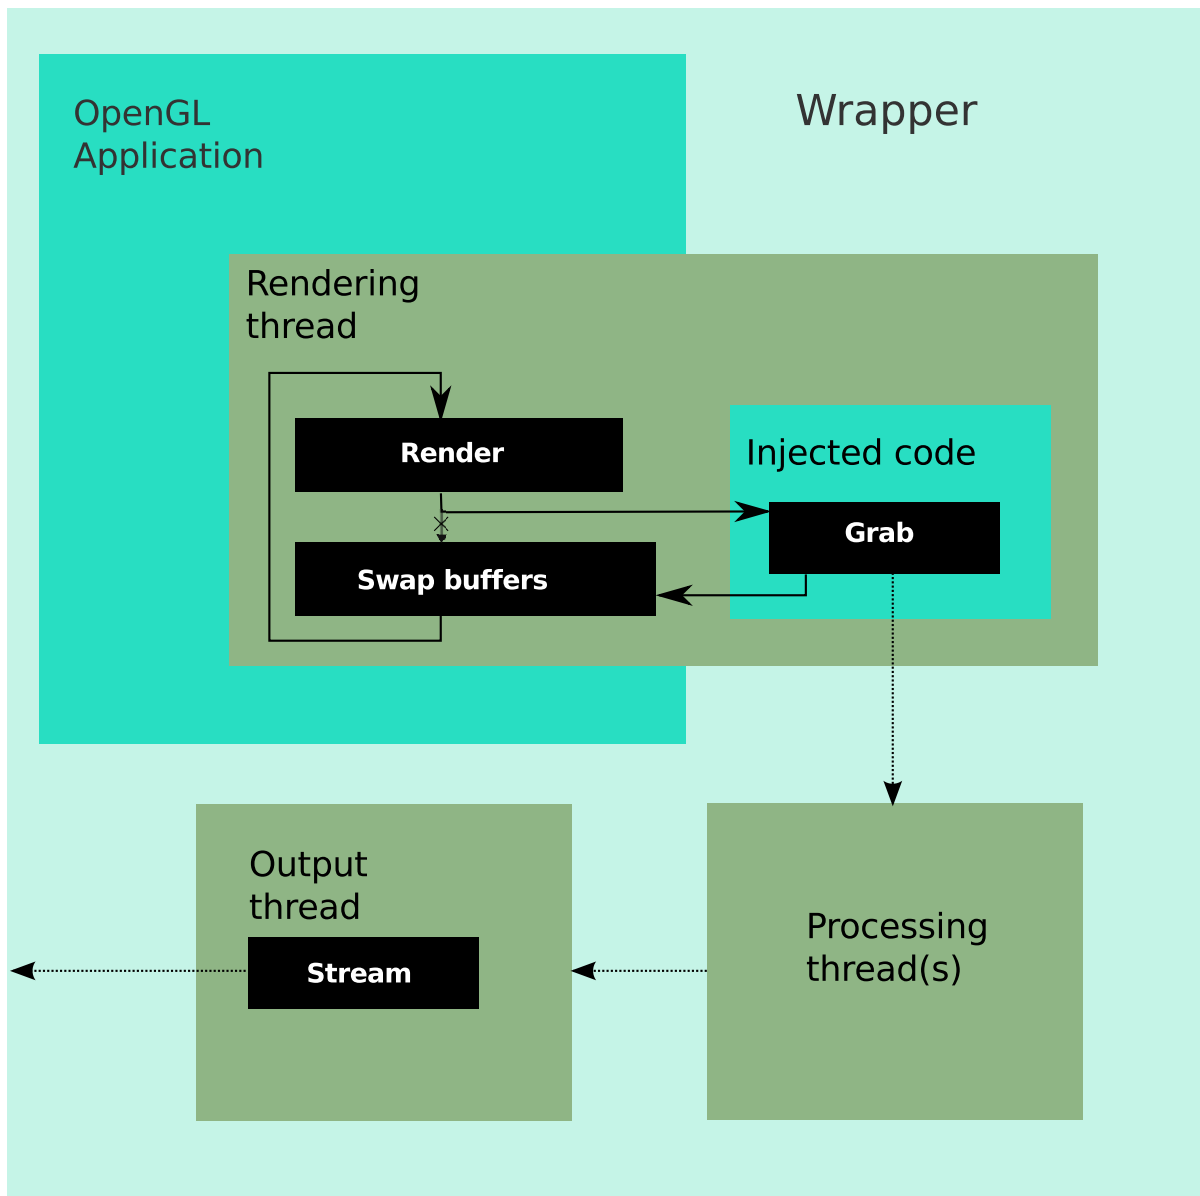 OpenGL
Application
Wrapper
Rendering
thread
Render
Injected code
Grab
Swap buffers
Output
thread
Stream
Processing
thread(s)